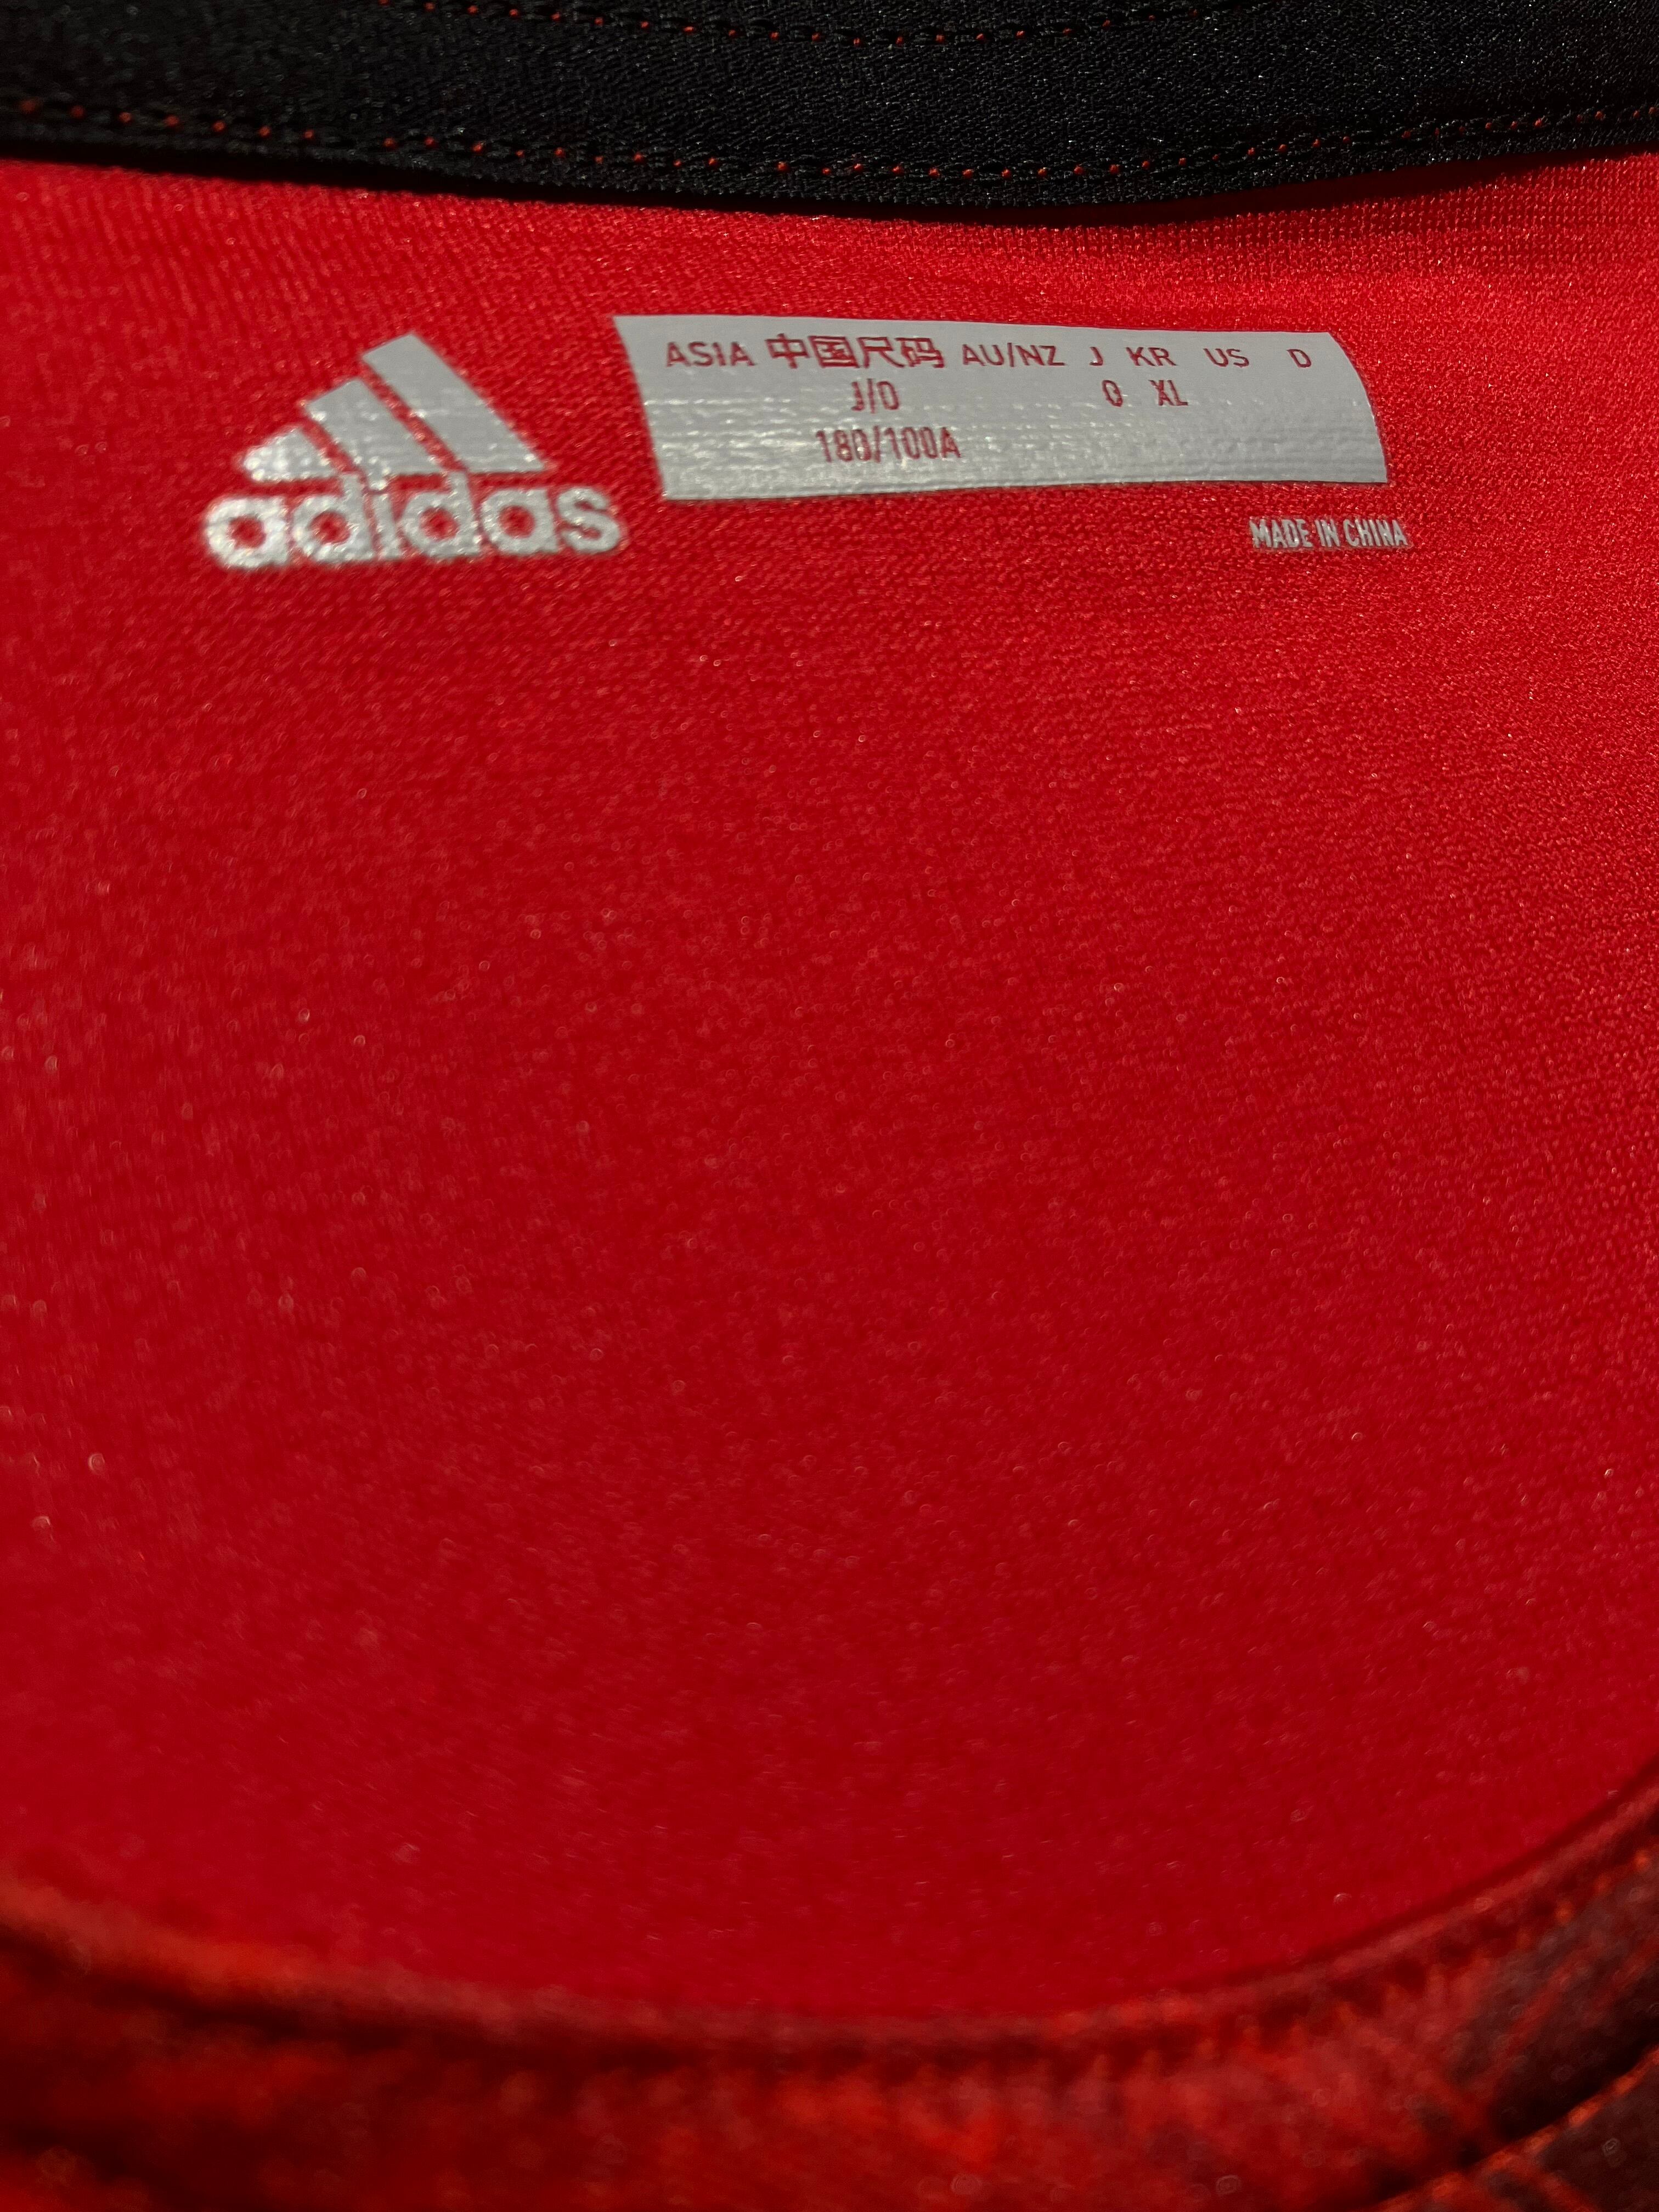 adidas
ASIA 中国尺码 AU/NZ J KR US D
J/O O XL
180/100A
MADE IN CHINA